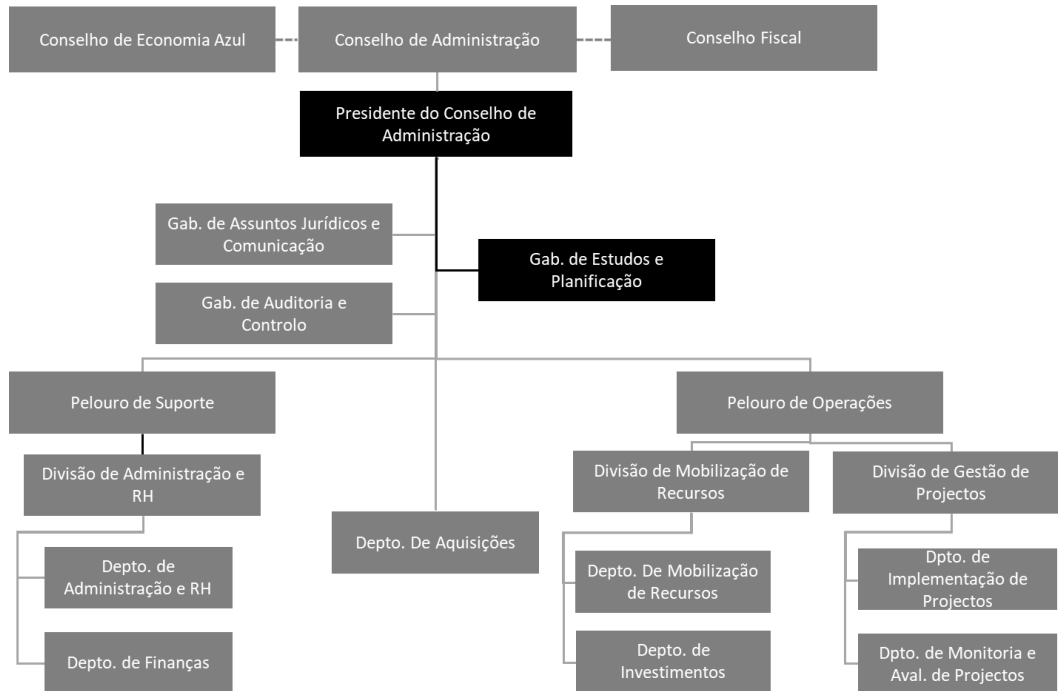 Conselho de Economia Azul
Conselho de Administração
Conselho Fiscal
Presidente do Conselho de
Administração
Gab. de Assuntos Jurídicos e
Comunicação
Gab. de Estudos e
Planificação
Gab. de Auditoria e
Controlo
Pelouro de Suporte
Pelouro de Operações
Divisão de Administração e
RH
Divisão de Mobilização de
Recursos
Divisão de Gestão de
Projectos
Depto. De Aquisições
Depto. de
Administração e RH
Depto. De Mobilização
de Recursos
Dpto. de
Implementação de
Projectos
Depto. de Finanças
Depto. de
Investimentos
Dpto. de Monitoria e
Aval. de Projectos